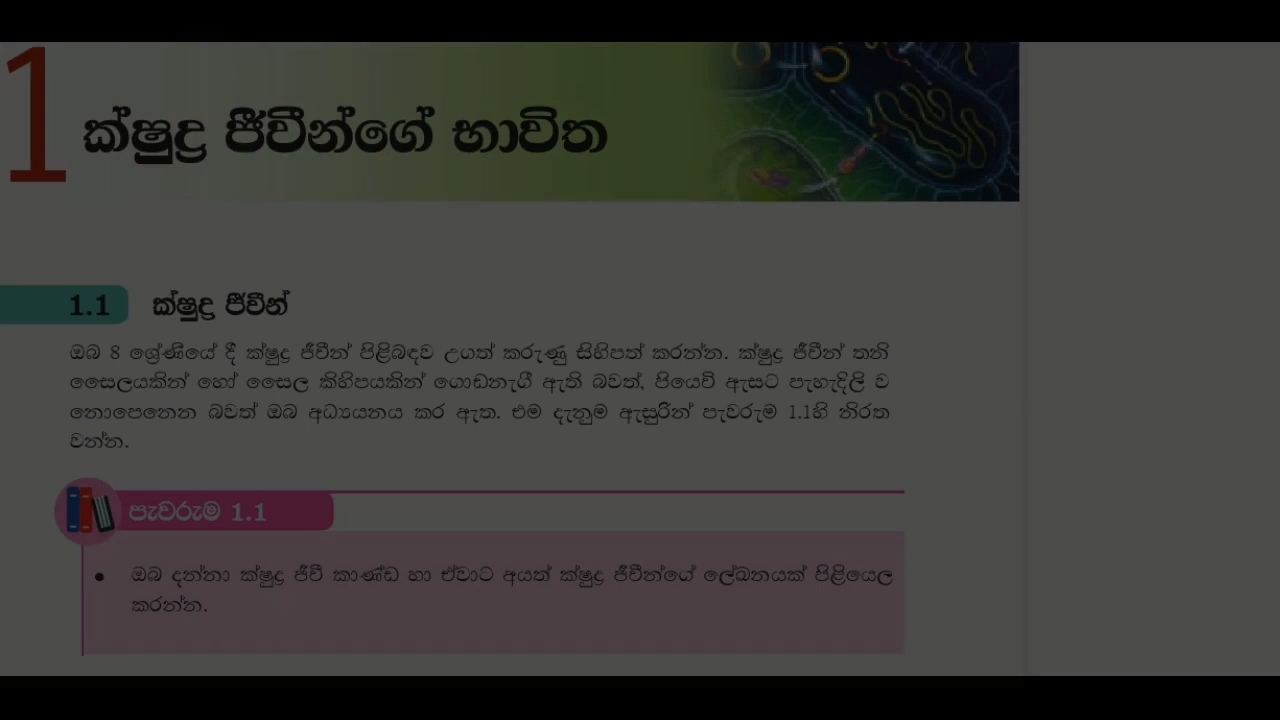 1
ක්ෂුද්‍ර ජීවීන්ගේ භාවිත
1.1 ක්ෂුද්‍ර ජීවීන්
ඔබ 8 ශ්‍රේණියේ දී ක්ෂුද්‍ර ජීවීන් පිළිබඳව උගත් කරුණු සිහිපත් කරන්න. ක්ෂුද්‍ර ජීවීන් තනි
සෛලයකින් හෝ සෛල කිහිපයකින් ගොඩනැගී ඇති බවත්, පියෙවි ඇසට පැහැදිලි ව
නොපෙනෙන බවත් ඔබ අධ්‍යයනය කර ඇත. එම දැනුම ඇසුරින් පැවරුම 1.1හි නිරත
වන්න.
පැවරුම 1.1
• ඔබ දන්නා ක්ෂුද්‍ර ජීවී කාණ්ඩ හා ඒවාට අයත් ක්ෂුද්‍ර ජීවීන්ගේ ලේඛනයක් පිළියෙල
කරන්න.